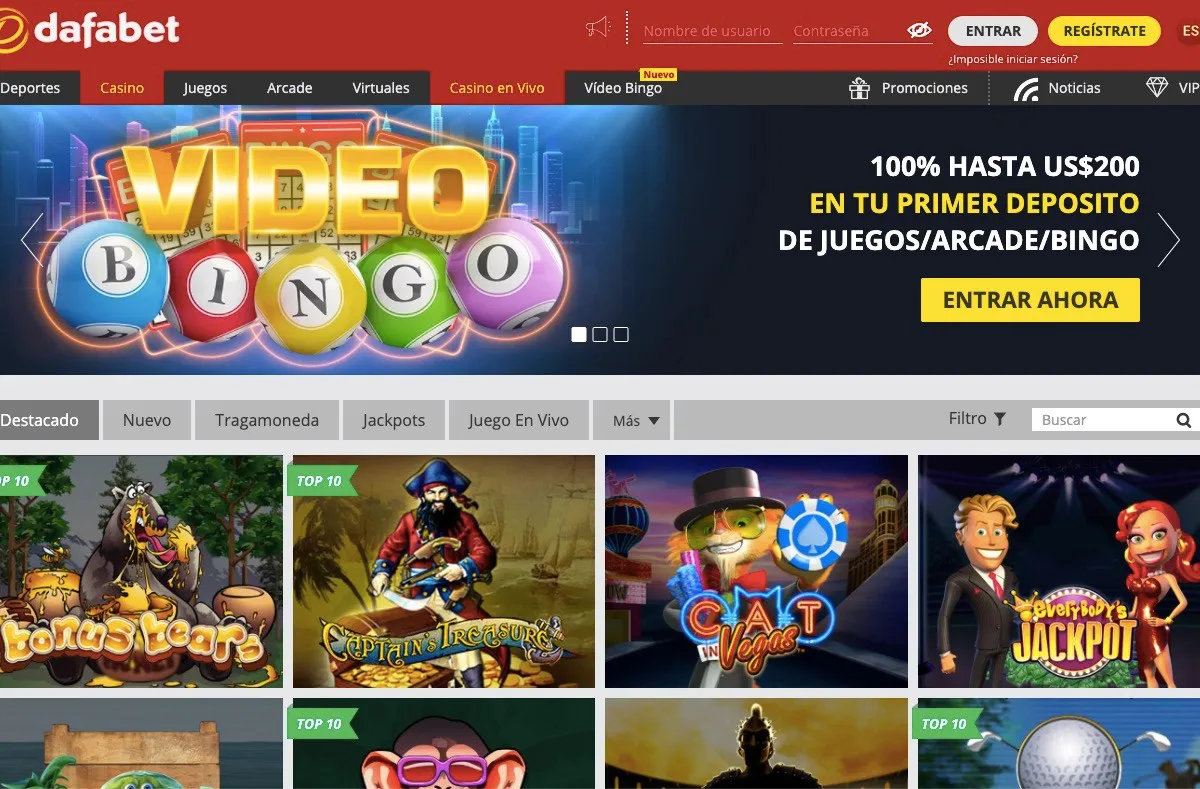 dafabet
Nombre de usuario
Contraseña
ENTRAR
REGÍSTRATE
ES
¿Imposible iniciar sesión?
Deportes
Casino
Juegos
Arcade
Virtuales
Casino en Vivo
Vídeo Bingo
Nuevo
Promociones
Noticias
VIP
VIDEO
BINGO
100% HASTA US$200
EN TU PRIMER DEPOSITO
DE JUEGOS/ARCADE/BINGO
ENTRAR AHORA
Destacado
Nuevo
Tragamoneda
Jackpots
Juego En Vivo
Más
Filtro
Buscar
P 10
bonus bears
TOP 10
CAPTAIN'S TREASURE
CAT
IN Vegas™
everybody's
JACKPOT
TOP 10
TOP 10